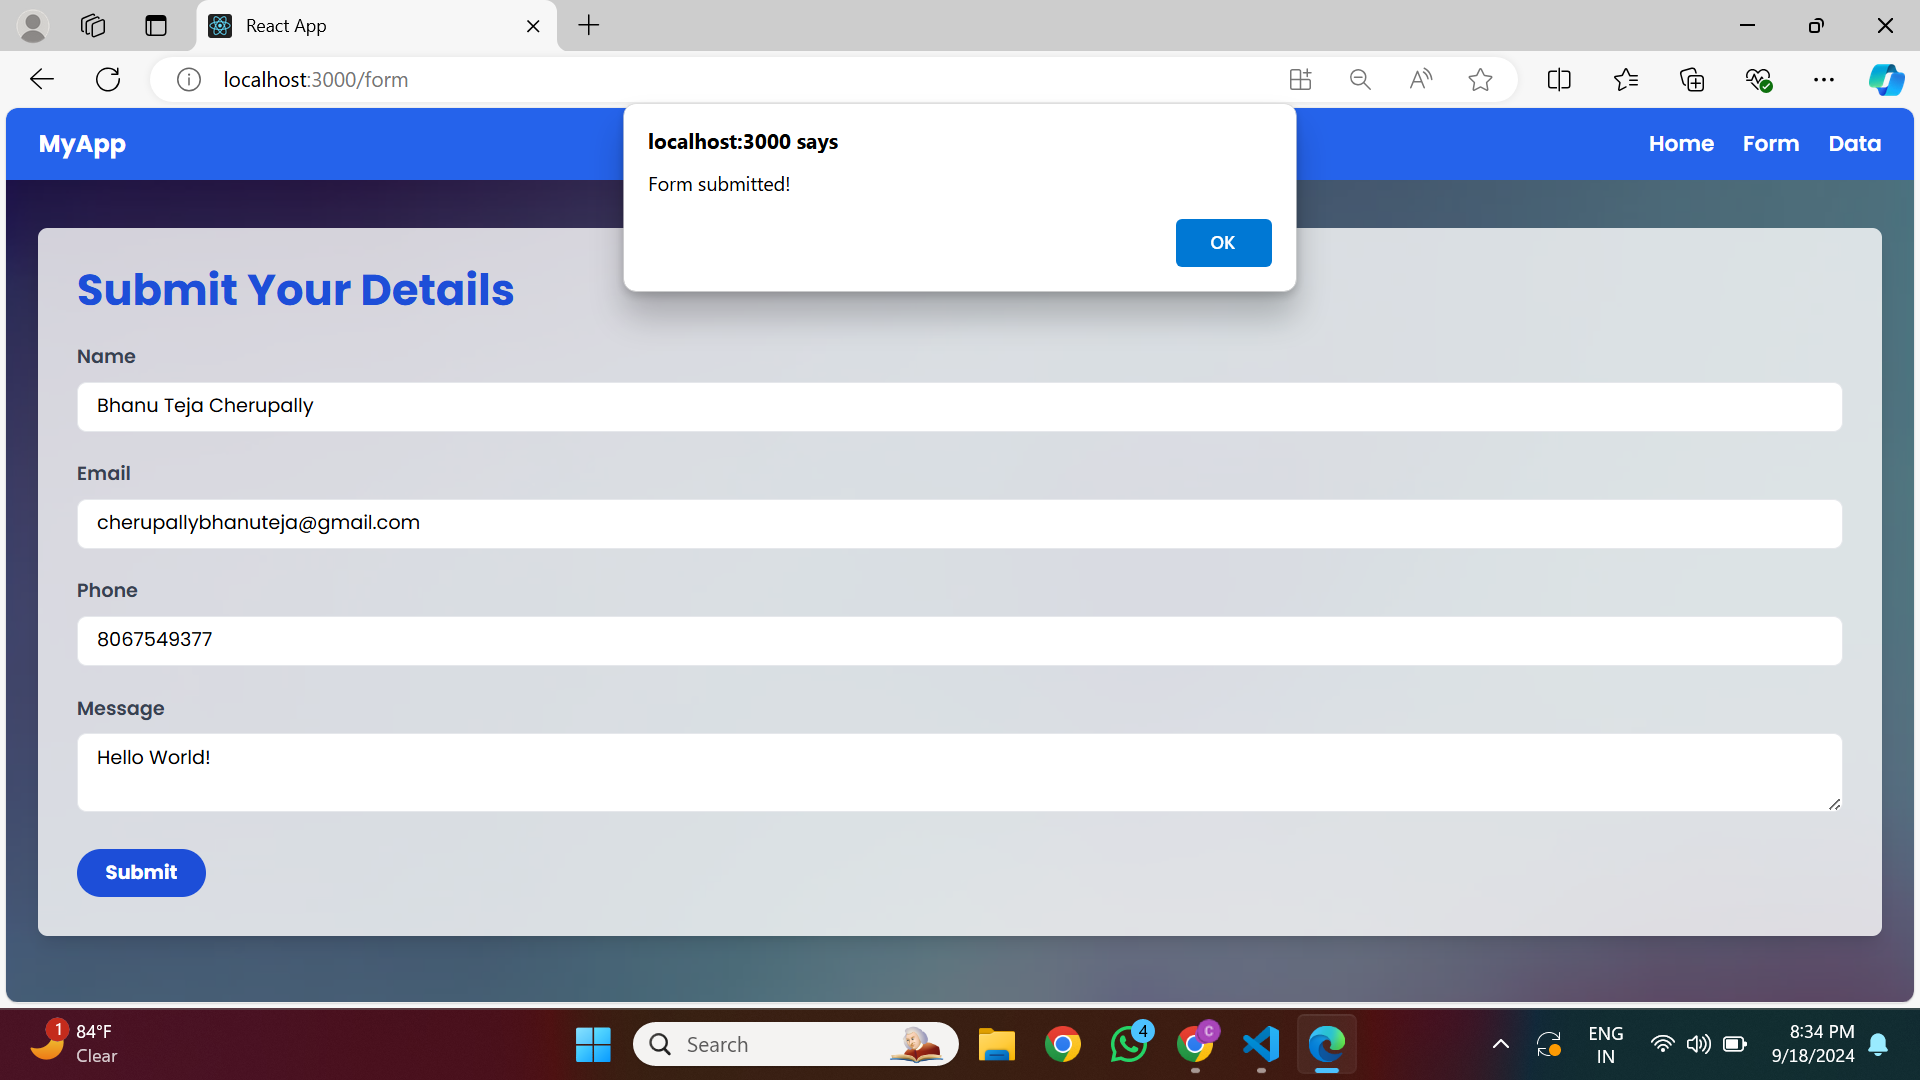 React App
localhost:3000/form
MyApp
Home Form Data
localhost:3000 says
Form submitted!
OK
Submit Your Details
Name
Bhanu Teja Cherupally
Email
cherupallybhanuteja@gmail.com
Phone
8067549377
Message
Hello World!
Submit
1
84°F
Clear
Search
4
C
ENG
IN
8:34 PM
9/18/2024